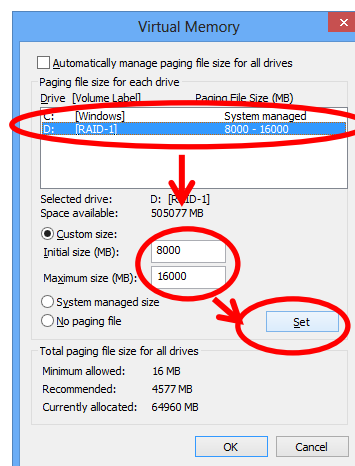 Virtual Memory
Automatically manage paging file size for all drives
Paging file size for each drive
Drive [Volume Label] Paging File Size (MB)
C: [Windows] System managed
D: [RAID-1] 8000 - 16000
Selected drive: D: [RAID-1]
Space available: 505077 MB
Custom size:
Initial size (MB): 8000
Maximum size (MB): 16000
System managed size
No paging file
Set
Total paging file size for all drives
Minimum allowed: 16 MB
Recommended: 4577 MB
Currently allocated: 64960 MB
OK Cancel